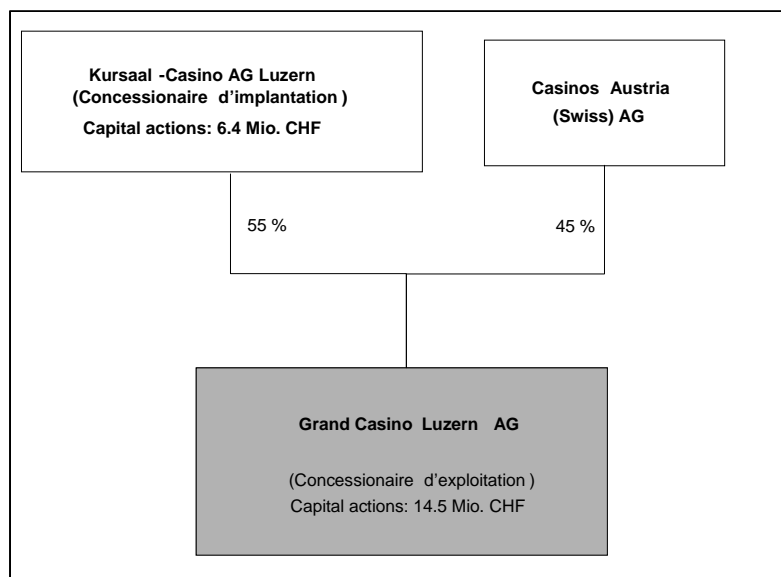 Kursaal -Casino AG Luzern
(Concessionaire d'implantation )
Capital actions: 6.4 Mio. CHF
Casinos Austria
(Swiss) AG
55 %
45 %
Grand Casino Luzern AG
(Concessionaire d'exploitation )
Capital actions: 14.5 Mio. CHF